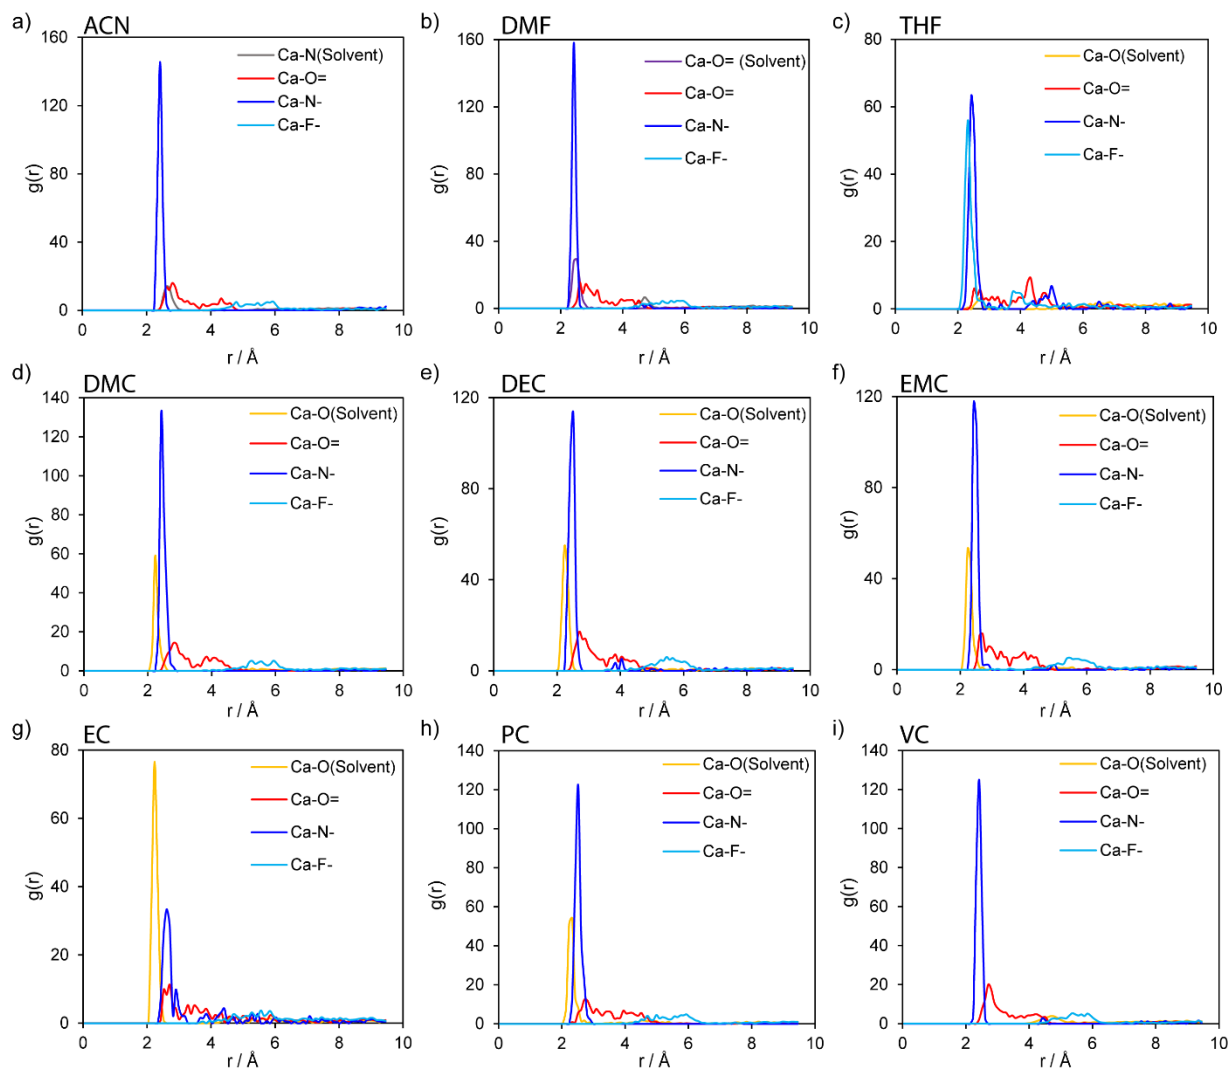 a) ACN
160
120
80
40
0
g(r)
0 2 4 6 8 10
r / Å
Ca-N(Solvent)
Ca-O=
Ca-N-
Ca-F-
b) DMF
160
120
80
40
0
g(r)
0 2 4 6 8 10
r / Å
Ca-O= (Solvent)
Ca-O=
Ca-N-
Ca-F-
c) THF
80
60
40
20
0
g(r)
0 2 4 6 8 10
r / Å
Ca-O(Solvent)
Ca-O=
Ca-N-
Ca-F-
d) DMC
140
120
100
80
60
40
20
0
g(r)
0 2 4 6 8 10
r / Å
Ca-O(Solvent)
Ca-O=
Ca-N-
Ca-F-
e) DEC
120
80
40
0
g(r)
0 2 4 6 8 10
r / Å
Ca-O(Solvent)
Ca-O=
Ca-N-
Ca-F-
f) EMC
120
80
40
0
g(r)
0 2 4 6 8 10
r / Å
Ca-O(Solvent)
Ca-O=
Ca-N-
Ca-F-
g) EC
80
60
40
20
0
g(r)
0 2 4 6 8 10
r / Å
Ca-O(Solvent)
Ca-O=
Ca-N-
Ca-F-
h) PC
140
120
100
80
60
40
20
0
g(r)
0 2 4 6 8 10
r / Å
Ca-O(Solvent)
Ca-O=
Ca-N-
Ca-F-
i) VC
140
120
100
80
60
40
20
0
g(r)
0 2 4 6 8 10
r / Å
Ca-O(Solvent)
Ca-O=
Ca-N-
Ca-F-